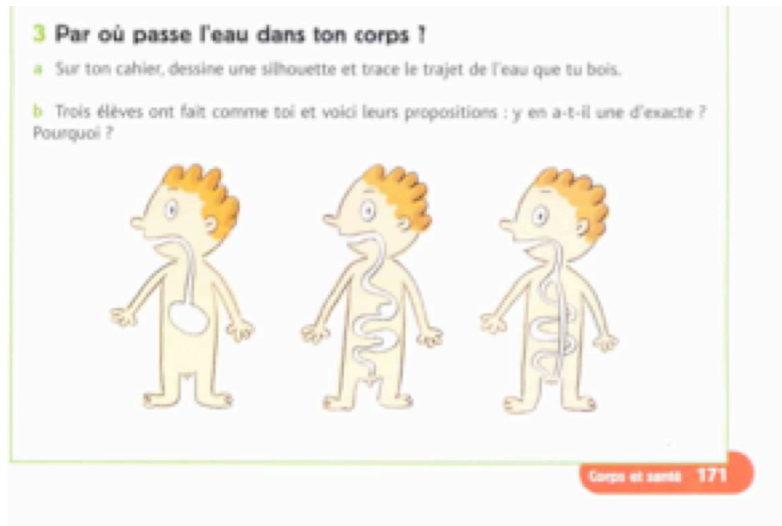 3 Par où passe l'eau dans ton corps ?
a Sur ton cahier, dessine une silhouette et trace le trajet de l'eau que tu bois.
b Trois élèves ont fait comme toi et voici leurs propositions : y en a-t-il une d'exacte ?
Pourquoi ?
Corps et santé 171